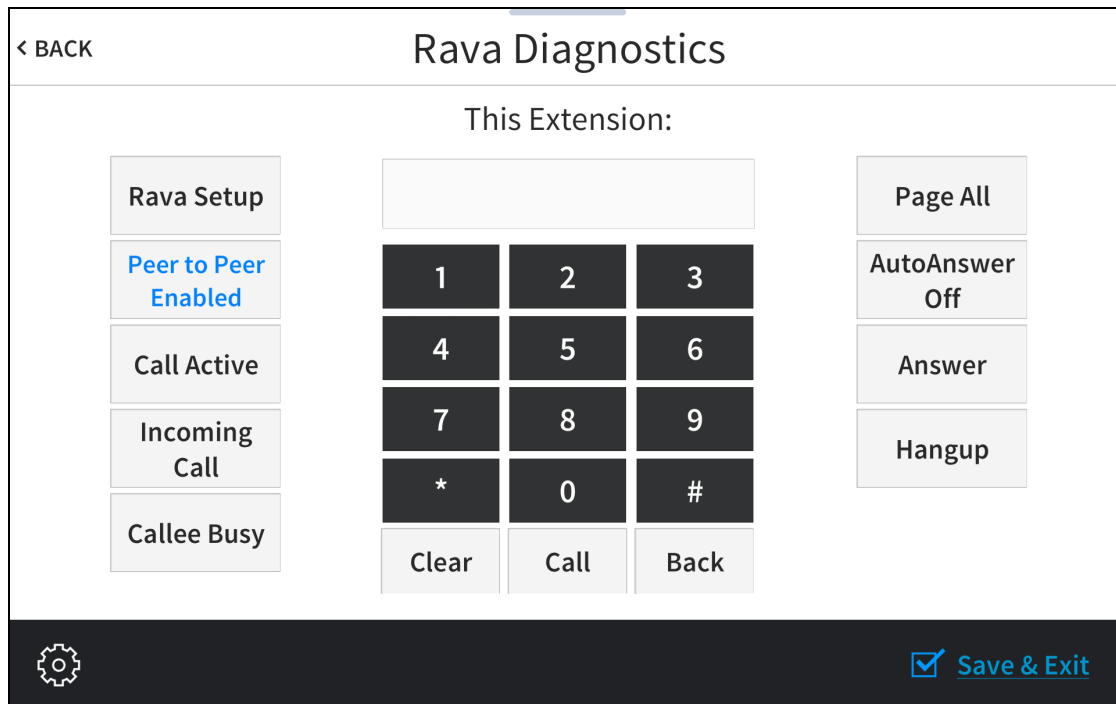 < BACK
Rava Diagnostics
This Extension:
Rava Setup
Peer to Peer
Enabled
Call Active
Incoming
Call
Callee Busy
1 2 3
4 5 6
7 8 9
* 0 #
Clear Call Back
Page All
AutoAnswer
Off
Answer
Hangup
Save & Exit